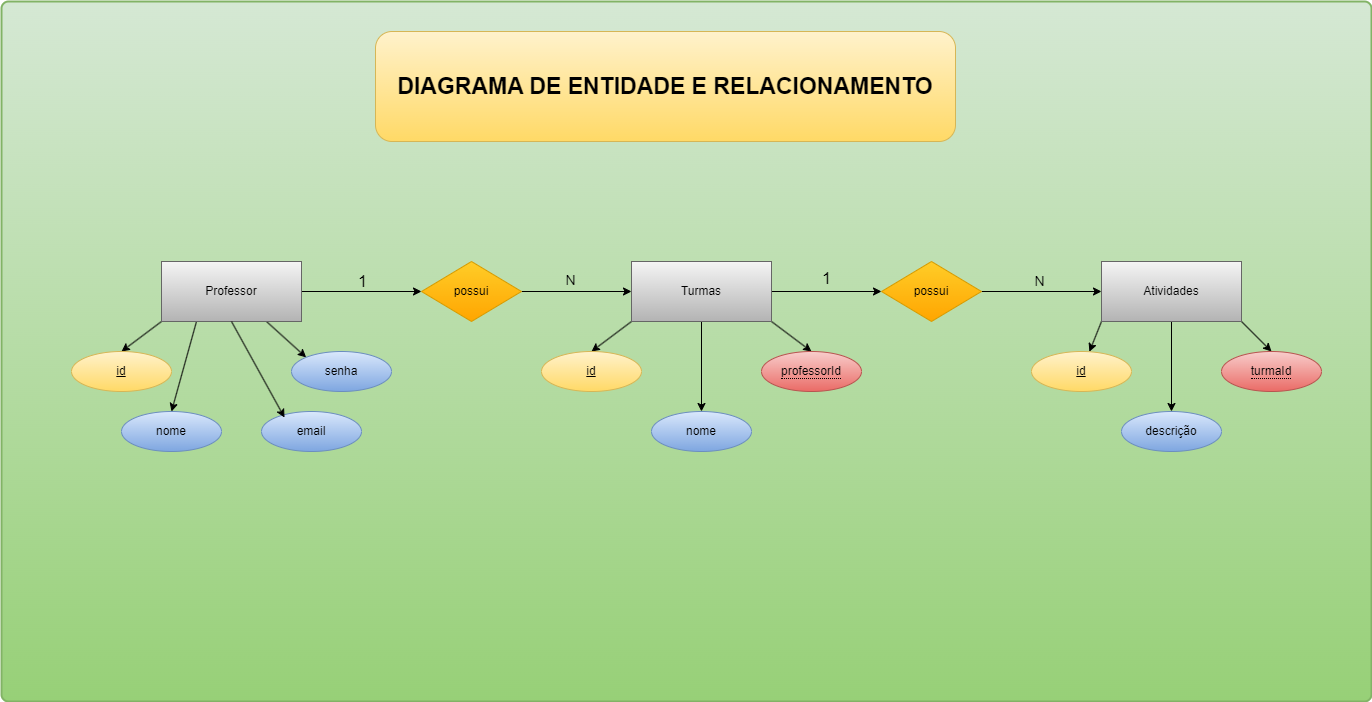 DIAGRAMA DE ENTIDADE E RELACIONAMENTO
Professor
1
possui
N
Turmas
1
possui
N
Atividades
id
nome
email
senha
id
nome
professorId
id
descrição
turmaId